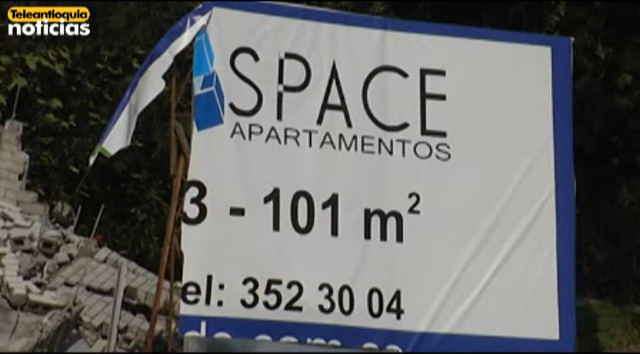 Teleantioquia
noticias
SPACE
APARTAMENTOS
3 - 101 m²
el: 352 30 04